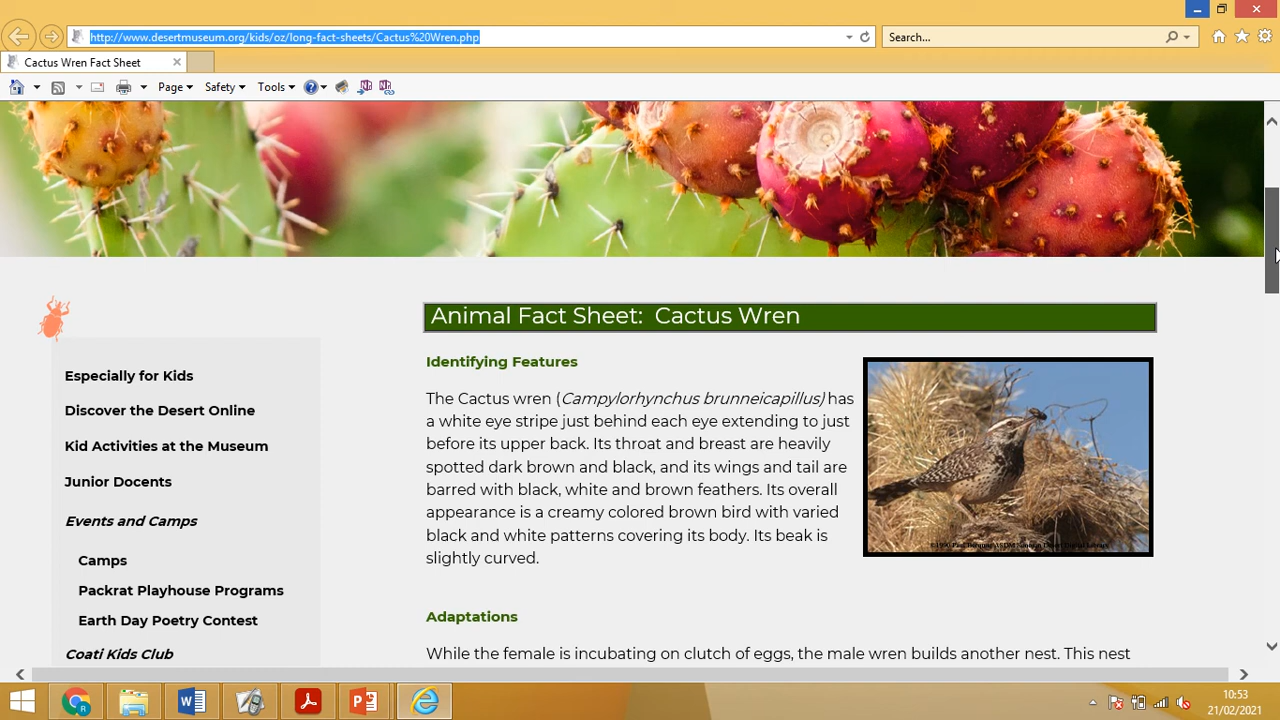 http://www.desertmuseum.org/kids/oz/long-fact-sheets/Cactus%20Wren.php
Search...
Cactus Wren Fact Sheet
Page
Safety
Tools
Animal Fact Sheet:  Cactus Wren
Identifying Features
The Cactus wren (Campylorhynchus brunneicapillus) has
a white eye stripe just behind each eye extending to just
before its upper back. Its throat and breast are heavily
spotted dark brown and black, and its wings and tail are
barred with black, white and brown feathers. Its overall
appearance is a creamy colored brown bird with varied
black and white patterns covering its body. Its beak is
slightly curved.
Adaptations
While the female is incubating on clutch of eggs, the male wren builds another nest. This nest
Especially for Kids
Discover the Desert Online
Kid Activities at the Museum
Junior Docents
Events and Camps
Camps
Packrat Playhouse Programs
Earth Day Poetry Contest
Coati Kids Club
10:53
21/02/2021